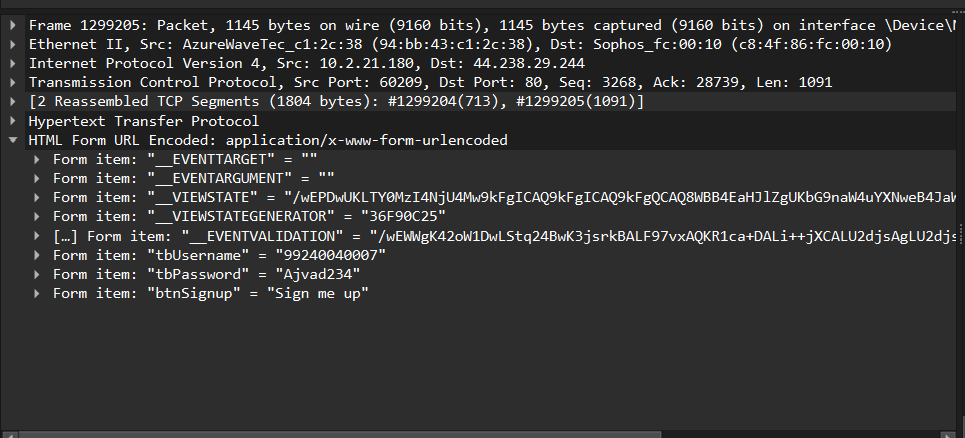 Frame 1299205: Packet, 1145 bytes on wire (9160 bits), 1145 bytes captured (9160 bits) on interface \Device\
Ethernet II, Src: AzureWaveTec_c1:2c:38 (94:bb:43:c1:2c:38), Dst: Sophos_fc:00:10 (c8:4f:86:fc:00:10)
Internet Protocol Version 4, Src: 10.2.21.180, Dst: 44.238.29.244
Transmission Control Protocol, Src Port: 60209, Dst Port: 80, Seq: 3268, Ack: 28739, Len: 1091
[2 Reassembled TCP Segments (1804 bytes): #1299204(713), #1299205(1091)]
Hypertext Transfer Protocol
HTML Form URL Encoded: application/x-www-form-urlencoded
Form item: "__EVENTTARGET" = ""
Form item: "__EVENTARGUMENT" = ""
Form item: "__VIEWSTATE" = "/wEPDwUKLTY0MzI4NjU4Mw9kFgICAQ9kFgICAQ9kFgQCAQ8WBB4EaHJlZgUKbG9naW4uYXNweB4JaW
Form item: "__VIEWSTATEGENERATOR" = "36F90C25"
[…] Form item: "__EVENTVALIDATION" = "/wEWWgK42oW1DwLStq24BwK3jsrkBALF97vxAQKR1ca+DALi++jXCALU2djsAgLU2djs
Form item: "tbUsername" = "99240040007"
Form item: "tbPassword" = "Ajvad234"
Form item: "btnSignup" = "Sign me up"